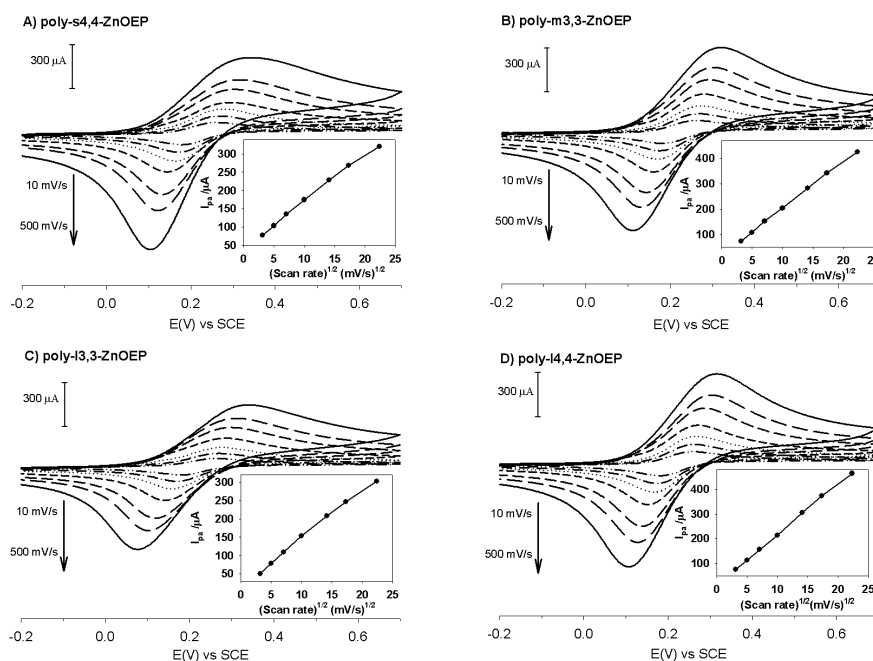 A) poly-s4,4-ZnOEP
300 µA
10 mV/s
500 mV/s
I pa /µA
300
250
200
150
100
50
0 5 10 15 20 25
(Scan rate)1/2 (mV/s)1/2
-0.2 0.0 0.2 0.4 0.6
E(V) vs SCE
B) poly-m3,3-ZnOEP
300 µA
10 mV/s
500 mV/s
I pa /µA
400
300
200
100
0 5 10 15 20 25
(Scan rate)1/2 (mV/s)1/2
-0.2 0.0 0.2 0.4 0.6
E(V) vs SCE
C) poly-l3,3-ZnOEP
300 µA
10 mV/s
500 mV/s
I pa /µA
300
250
200
150
100
50
0 5 10 15 20 25
(Scan rate)1/2 (mV/s)1/2
-0.2 0.0 0.2 0.4 0.6
E(V) vs SCE
D) poly-l4,4-ZnOEP
300 µA
10 mV/s
500 mV/s
I pa /µA
400
300
200
100
0 5 10 15 20 25
(Scan rate)1/2(mV/s)1/2
-0.2 0.0 0.2 0.4 0.6
E(V) vs SCE